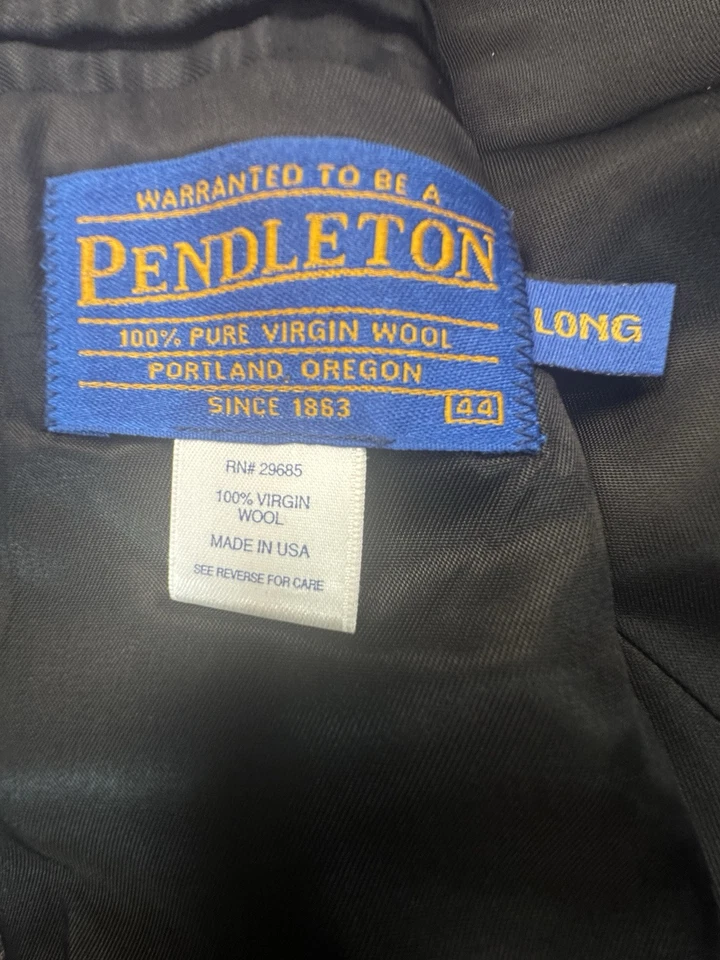 WARRANTED TO BE A
PENDLETON
100% PURE VIRGIN WOOL
PORTLAND, OREGON
SINCE 1863
44
LONG
RN# 29685
100% VIRGIN
WOOL
MADE IN USA
SEE REVERSE FOR CARE